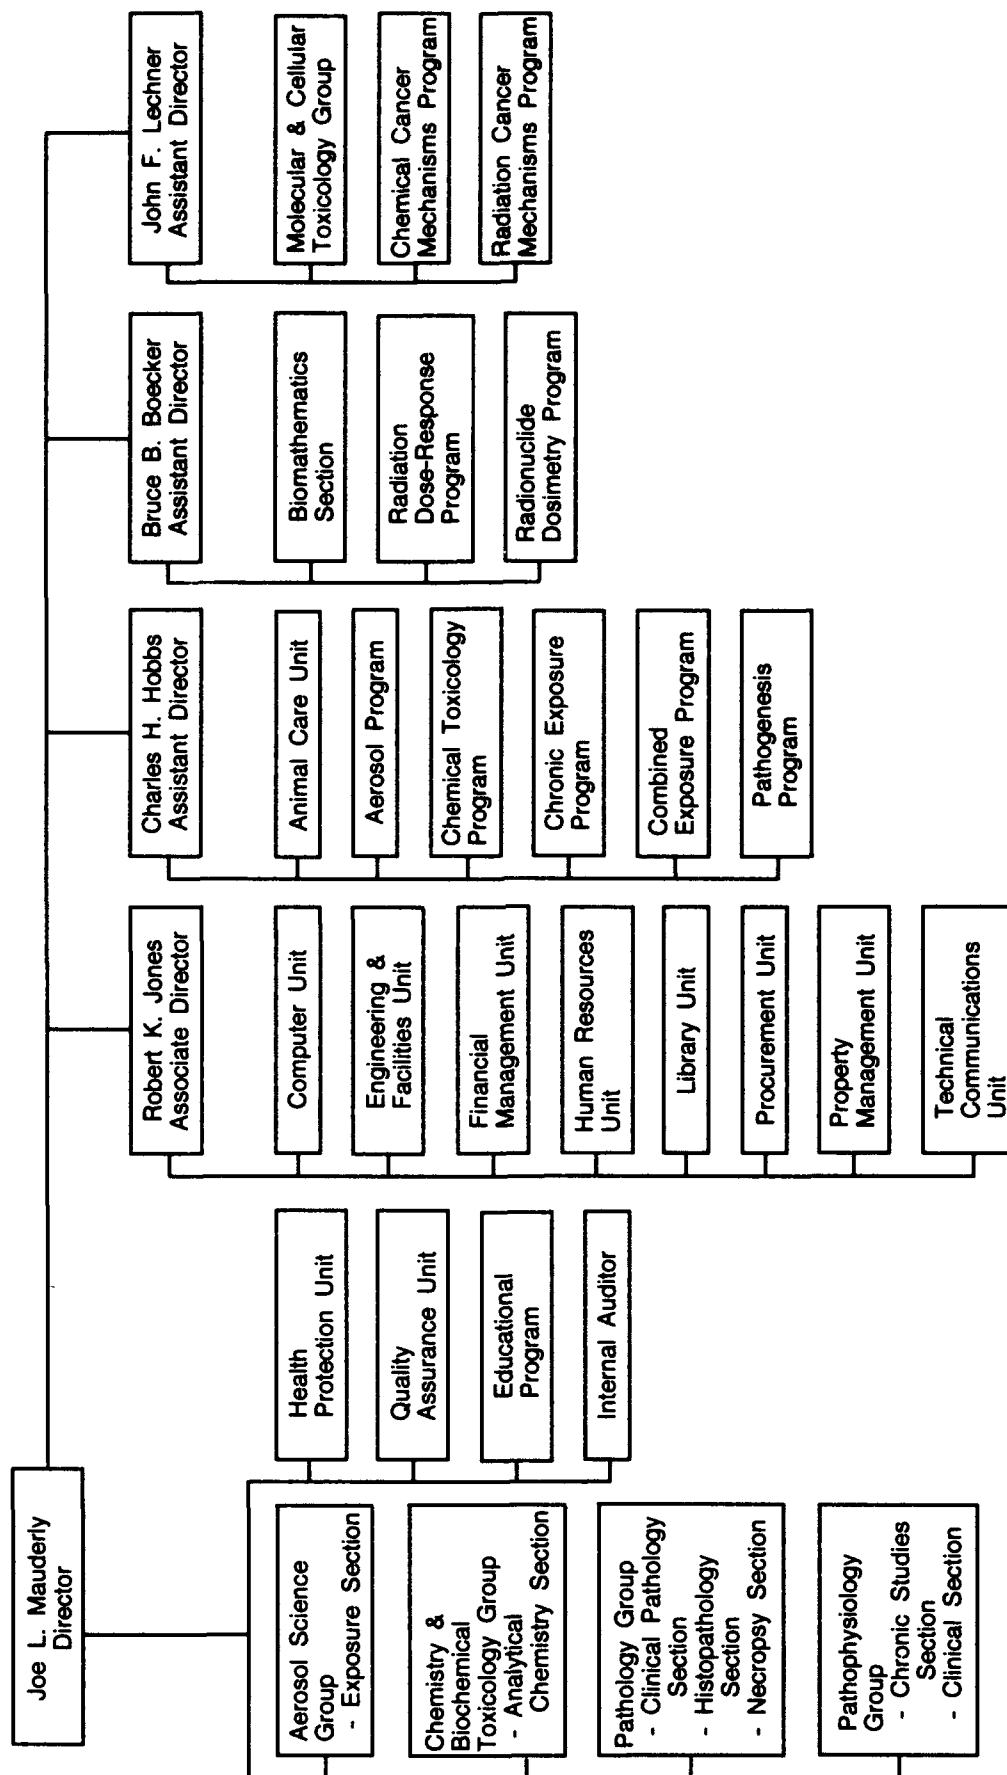 Joe L. Mauderly
Director
Aerosol Science
Group
- Exposure Section
Chemistry &
Biochemical
Toxicology Group
- Analytical
Chemistry Section
Pathology Group
- Clinical Pathology
Section
- Histopathology
Section
- Necropsy Section
Pathophysiology
Group
- Chronic Studies
Section
- Clinical Section
Health
Protection Unit
Quality
Assurance Unit
Educational
Program
Internal Auditor
Robert K. Jones
Associate Director
Computer Unit
Engineering &
Facilities Unit
Financial
Management Unit
Human Resources
Unit
Library Unit
Procurement Unit
Property
Management Unit
Technical
Communications
Unit
Charles H. Hobbs
Assistant Director
Animal Care Unit
Aerosol Program
Chemical Toxicology
Program
Chronic Exposure
Program
Combined
Exposure Program
Pathogenesis
Program
Bruce B. Boecker
Assistant Director
Biomathematics
Section
Radiation
Dose-Response
Program
Radionuclide
Dosimetry Program
John F. Lechner
Assistant Director
Molecular & Cellular
Toxicology Group
Chemical Cancer
Mechanisms Program
Radiation Cancer
Mechanisms Program